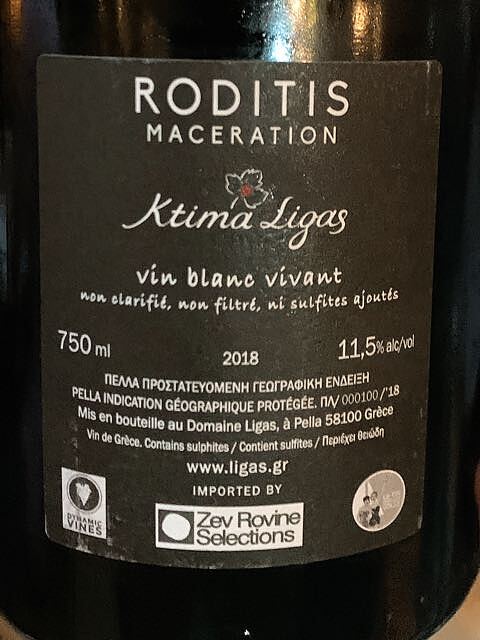 RODITIS
MACERATION
Ktima Ligas
vin blanc vivant
non clarifié, non filtré, ni sulfites ajoutés
750 ml
2018
11,5% alc/vol
ΠΕΛΛΑ ΠΡΟΣΤΑΤΕΥΟΜΕΝΗ ΓΕΩΓΡΑΦΙΚΗ ΕΝΔΕΙΞΗ
PELLA INDICATION GÉOGRAPHIQUE PROTÉGÉE. Π/V 000100 /'18
Mis en bouteille au Domaine Ligas, à Pella 58100 Grèce
Vin de Grèce. Contains sulphites / Contient sulfites / Περιέχει θειώδη
www.ligas.gr
IMPORTED BY
DYNAMIC
VINES
Zev Rovine
Selections